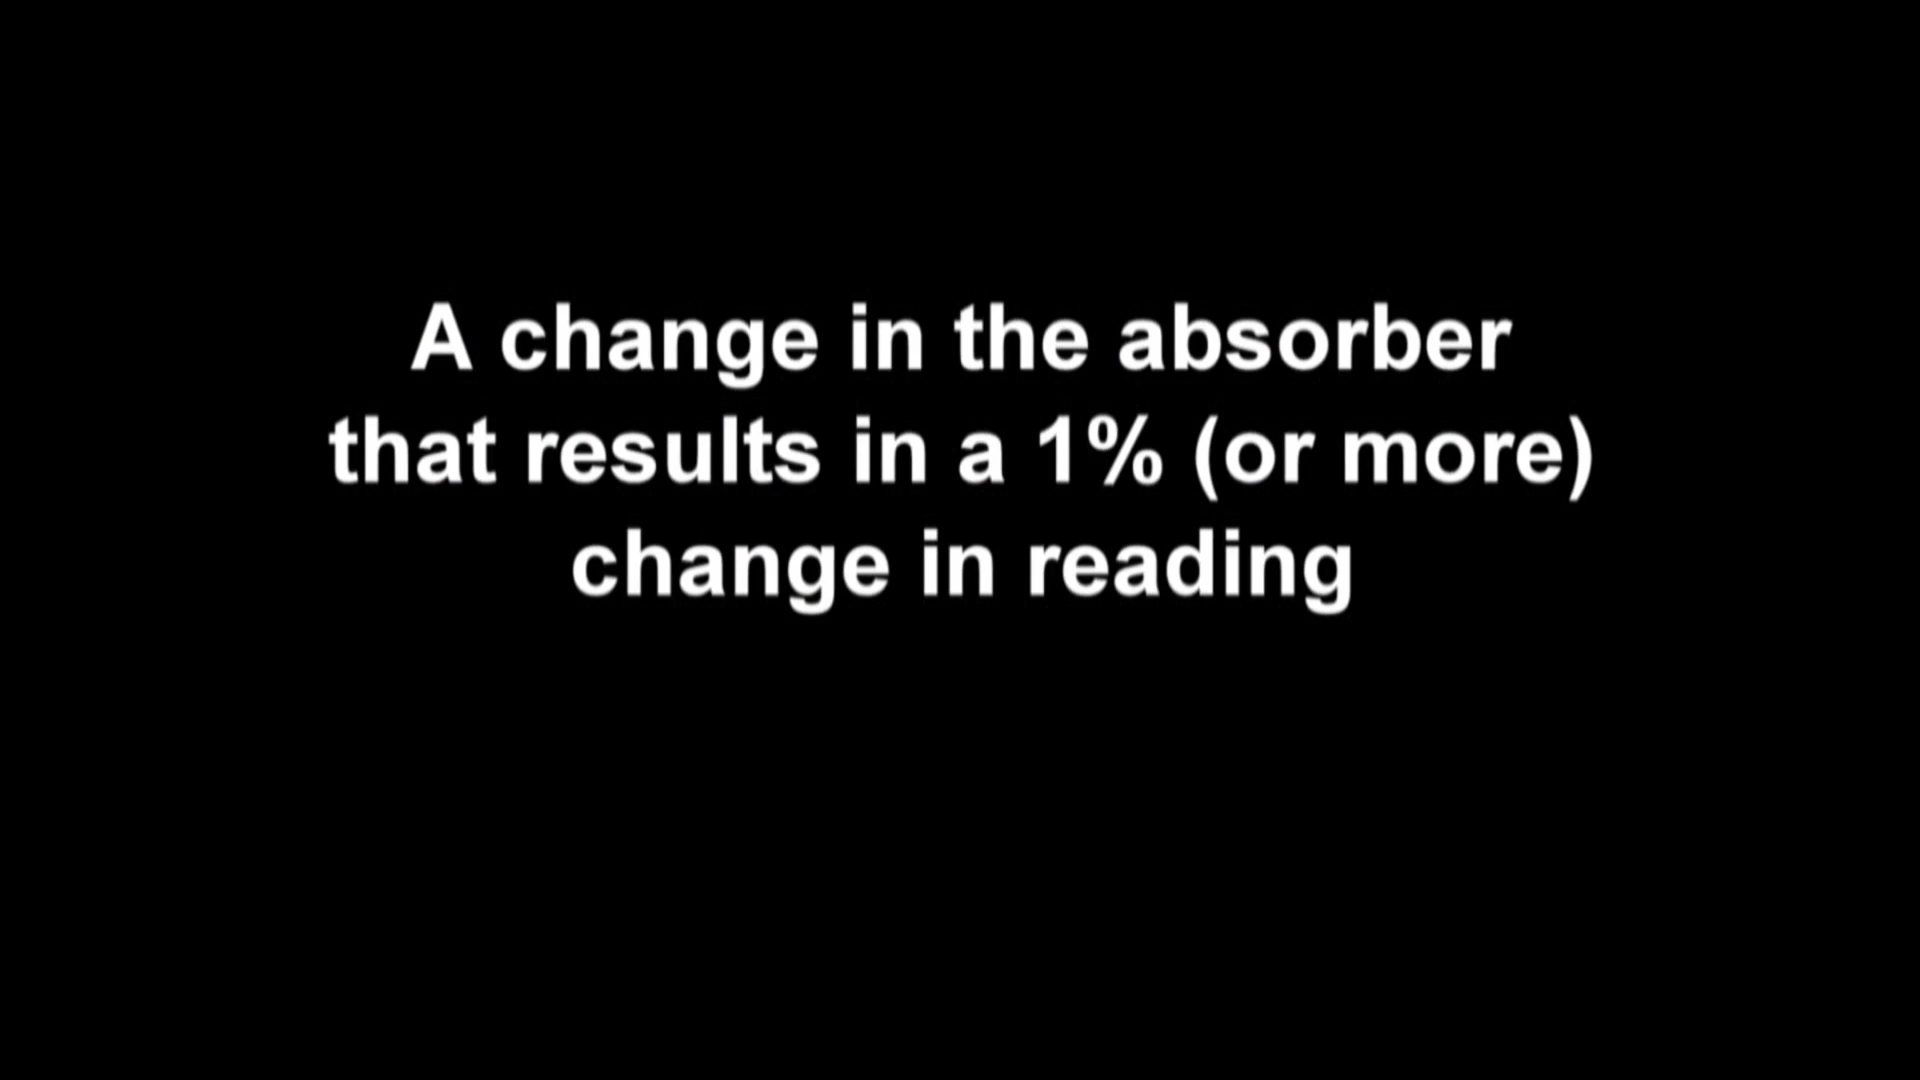 A change in the absorber
that results in a 1% (or more)
change in reading